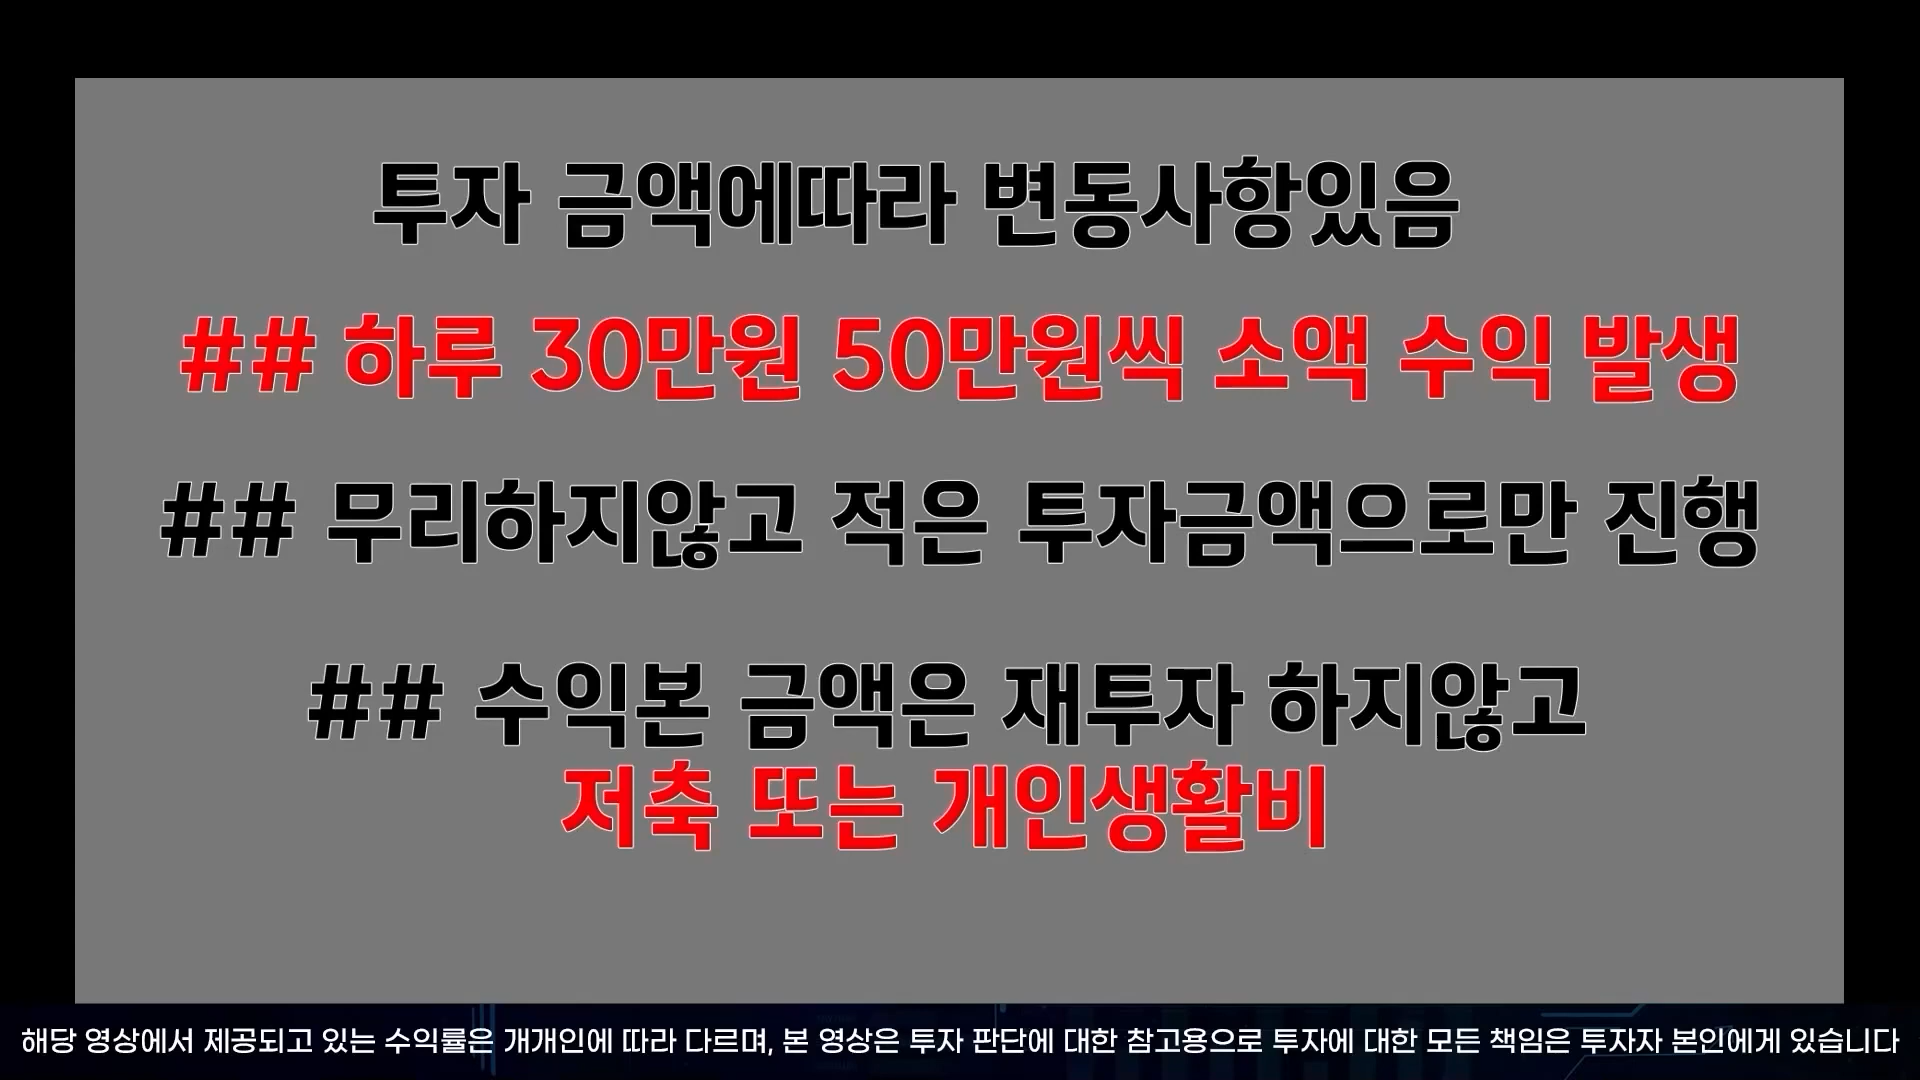 투자 금액에따라 변동사항있음
## 하루 30만원 50만원씩 소액 수익 발생
## 무리하지않고 적은 투자금액으로만 진행
## 수익본 금액은 재투자 하지않고
저축 또는 개인생활비
해당 영상에서 제공되고 있는 수익률은 개개인에 따라 다르며, 본 영상은 투자 판단에 대한 참고용으로 투자에 대한 모든 책임은 투자자 본인에게 있습니다